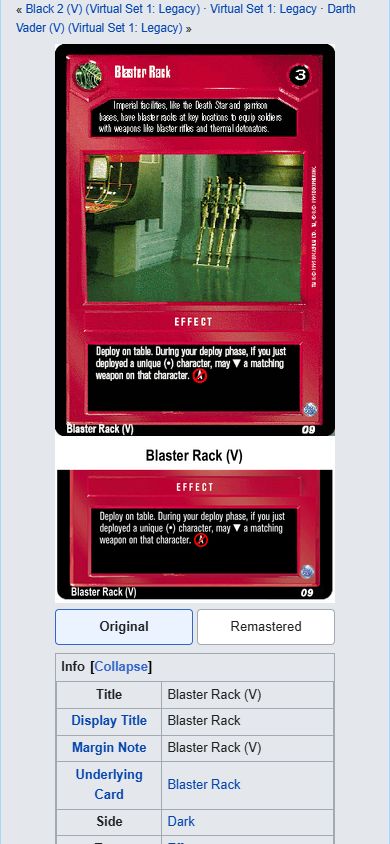 « Black 2 (V) (Virtual Set 1: Legacy) · Virtual Set 1: Legacy · Darth
Vader (V) (Virtual Set 1: Legacy) »
Blaster Rack
3
Imperial facilities, like the Death Star and garrison
bases, have blaster racks at key locations to equip soldiers
with weapons like blaster rifles and thermal detonators.
EFFECT
Deploy on table. During your deploy phase, if you just
deployed a unique (•) character, may ▼ a matching
weapon on that character.
Blaster Rack (V)
09
Blaster Rack (V)
EFFECT
Deploy on table. During your deploy phase, if you just
deployed a unique (•) character, may ▼ a matching
weapon on that character.
Blaster Rack (V)
09
Original
Remastered
Info [Collapse]
Title
Blaster Rack (V)
Display Title
Blaster Rack
Margin Note
Blaster Rack (V)
Underlying
Card
Blaster Rack
Side
Dark